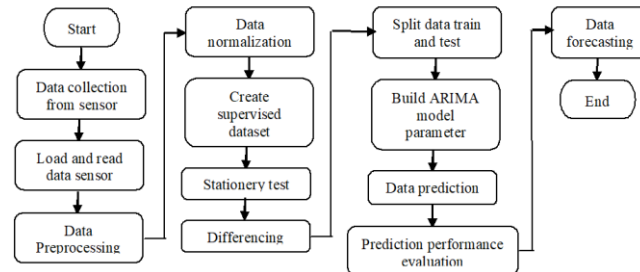 Start
Data collection
from sensor
Load and read
data sensor
Data
Preprocessing
Data
normalization
Create
supervised
dataset
Stationery test
Differencing
Split data train
and test
Build ARIMA
model
parameter
Data prediction
Prediction performance
evaluation
Data
forecasting
End